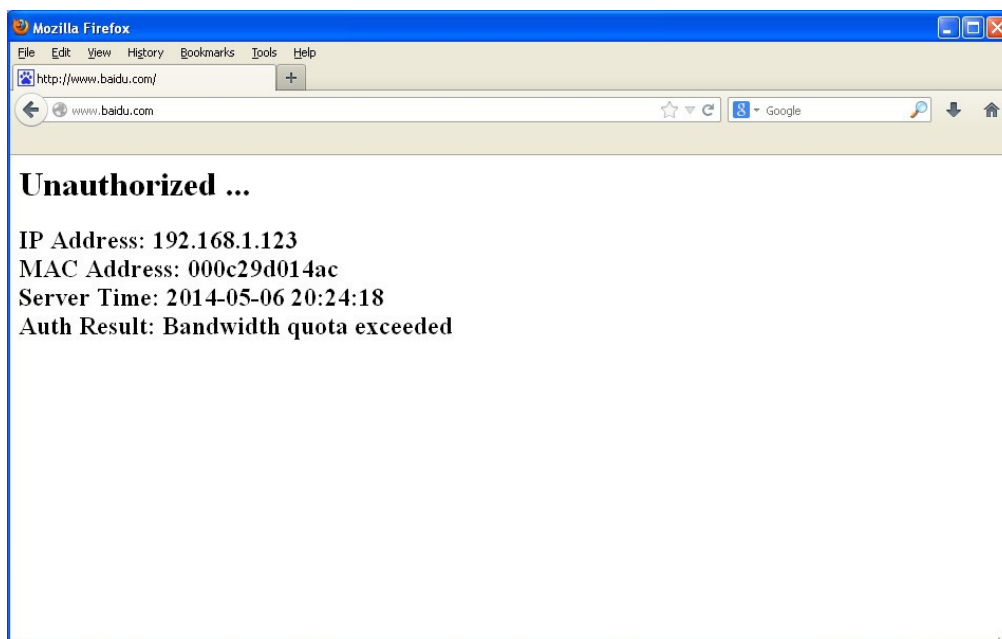 Mozilla Firefox
File Edit View History Bookmarks Tools Help
http://www.baidu.com/ +
www.baidu.com 8 Google
Unauthorized ...
IP Address: 192.168.1.123
MAC Address: 000c29d014ac
Server Time: 2014-05-06 20:24:18
Auth Result: Bandwidth quota exceeded